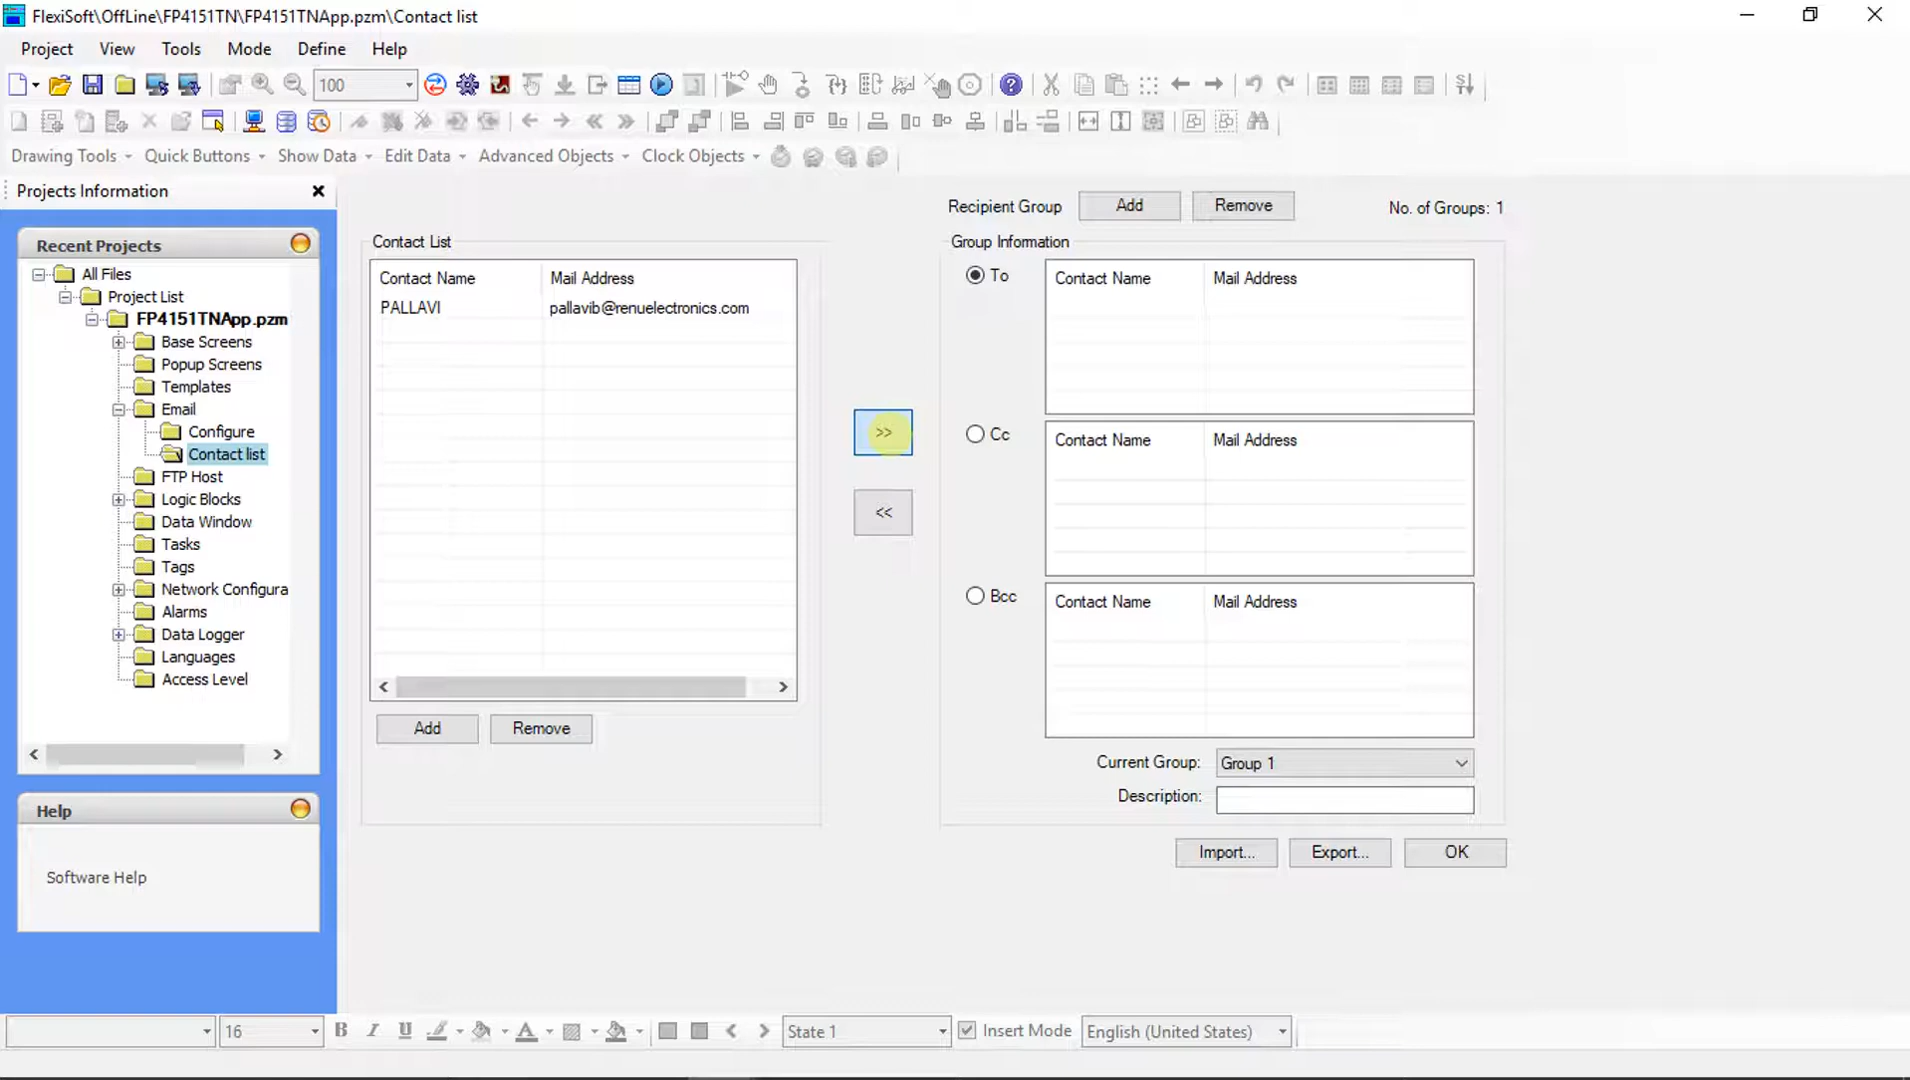 FlexiSoft\OffLine\FP4151TN\FP4151TNApp.pzm\Contact list
Project View Tools Mode Define Help
100
Drawing Tools Quick Buttons Show Data Edit Data Advanced Objects Clock Objects
Projects Information
Recent Projects
All Files
Project List
FP4151TNApp.pzm
Base Screens
Popup Screens
Templates
Email
Configure
Contact list
FTP Host
Logic Blocks
Data Window
Tasks
Tags
Network Configura
Alarms
Data Logger
Languages
Access Level
Help
Software Help
Contact List
Contact Name Mail Address
PALLAVI pallavib@renuelectronics.com
Add Remove
>>
<<
Recipient Group Add Remove No. of Groups: 1
Group Information
To Contact Name Mail Address
Cc Contact Name Mail Address
Bcc Contact Name Mail Address
Current Group: Group 1
Description:
Import... Export... OK
16 B I U A State 1 Insert Mode English (United States)